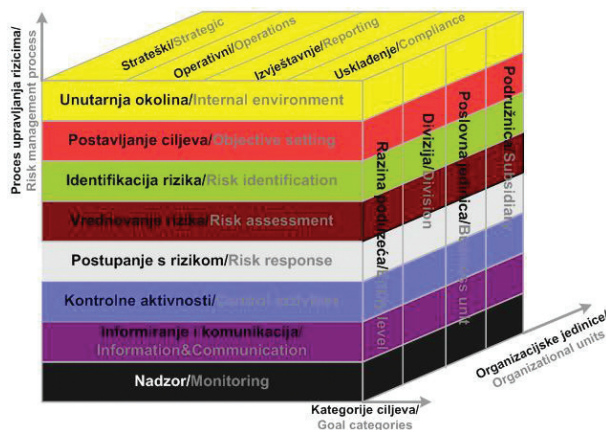 Proces upravljanja rizicima/
Risk management process
Strateški/Strategic
Operativni/Operations
Izvještavnje/Reporting
Usklađenje/Compliance
Unutarnja okolina/Internal environment
Postavljanje ciljeva/Objective setting
Identifikacija rizika/Risk identification
Vrednovanje rizika/Risk assessment
Postupanje s rizikom/Risk response
Kontrolne aktivnosti/Control activities
Informiranje i komunikacija/
Information&Communication
Nadzor/Monitoring
Razina poduzeća/ level
Divizija/Division
Poslovna jedinica/Business unit
Podružnica/Subsidiary
Organizacijske jedinice/
Organizational units
Kategorije ciljeva/
Goal categories